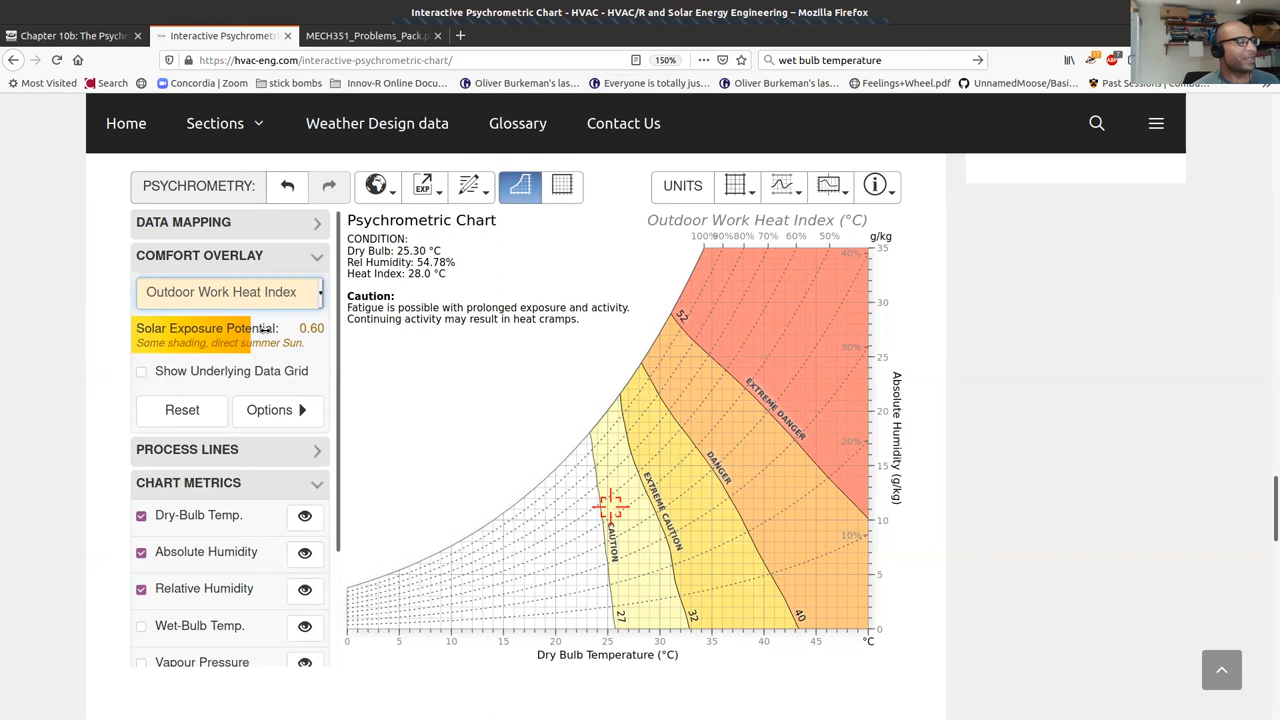 Interactive Psychrometric Chart - HVAC - HVAC/R and Solar Energy Engineering – Mozilla Firefox
Chapter 10b: The Psychr
Interactive Psychrometri
MECH351_Problems_Pack.p
https://hvac-eng.com/interactive-psychrometric-chart/
150%
wet bulb temperature
17
7
ABP
Most Visited
Search
Concordia | Zoom
stick bombs
Innov-R Online Docu…
Oliver Burkeman's las…
Everyone is totally jus…
Oliver Burkeman's las…
Feelings+Wheel.pdf
UnnamedMoose/Basi…
Past Sessions
Home
Sections
Weather Design data
Glossary
Contact Us
PSYCHROMETRY:
EXP
UNITS
DATA MAPPING
COMFORT OVERLAY
Outdoor Work Heat Index
Solar Exposure Potential: 0.60
Some shading, direct summer Sun.
Show Underlying Data Grid
Reset
Options
PROCESS LINES
CHART METRICS
Dry-Bulb Temp.
Absolute Humidity
Relative Humidity
Wet-Bulb Temp.
Vapour Pressure
Psychrometric Chart
Outdoor Work Heat Index (°C)
CONDITION:
Dry Bulb: 25.30 °C
Rel Humidity: 54.78%
Heat Index: 28.0 °C
Caution:
Fatigue is possible with prolonged exposure and activity.
Continuing activity may result in heat cramps.
100% 90% 80% 70% 60% 50%
g/kg
40%
30%
20%
10%
35
30
25
20
15
10
5
0
Absolute Humidity (g/kg)
52
EXTREME DANGER
DANGER
EXTREME CAUTION
CAUTION
27
32
40
0 5 10 15 20 25 30 35 40 45 °C
Dry Bulb Temperature (°C)